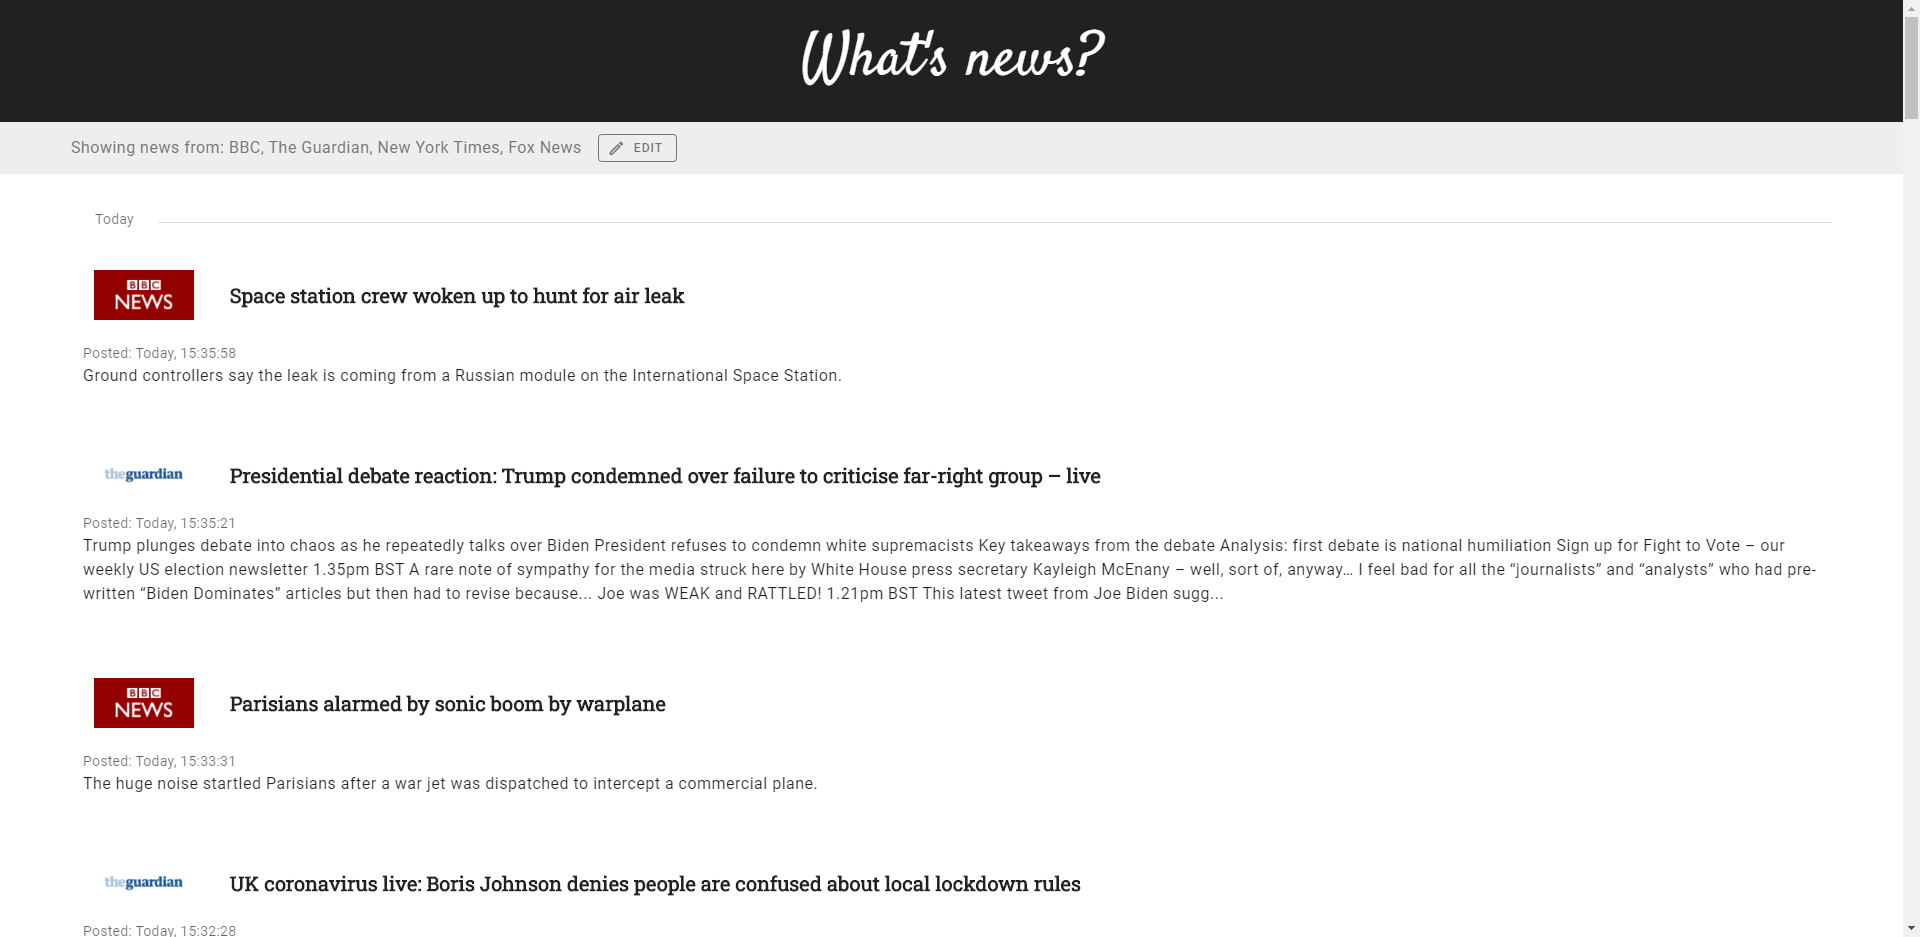 What's news?
Showing news from: BBC, The Guardian, New York Times, Fox News
EDIT
Today
BBC
NEWS
Space station crew woken up to hunt for air leak
Posted: Today, 15:35:58
Ground controllers say the leak is coming from a Russian module on the International Space Station.
theguardian
Presidential debate reaction: Trump condemned over failure to criticise far-right group – live
Posted: Today, 15:35:21
Trump plunges debate into chaos as he repeatedly talks over Biden President refuses to condemn white supremacists Key takeaways from the debate Analysis: first debate is national humiliation Sign up for Fight to Vote – our
weekly US election newsletter 1.35pm BST A rare note of sympathy for the media struck here by White House press secretary Kayleigh McEnany – well, sort of, anyway… I feel bad for all the “journalists” and “analysts” who had pre-
written “Biden Dominates” articles but then had to revise because... Joe was WEAK and RATTLED! 1.21pm BST This latest tweet from Joe Biden sugg...
BBC
NEWS
Parisians alarmed by sonic boom by warplane
Posted: Today, 15:33:31
The huge noise startled Parisians after a war jet was dispatched to intercept a commercial plane.
theguardian
UK coronavirus live: Boris Johnson denies people are confused about local lockdown rules
Posted: Today, 15:32:28